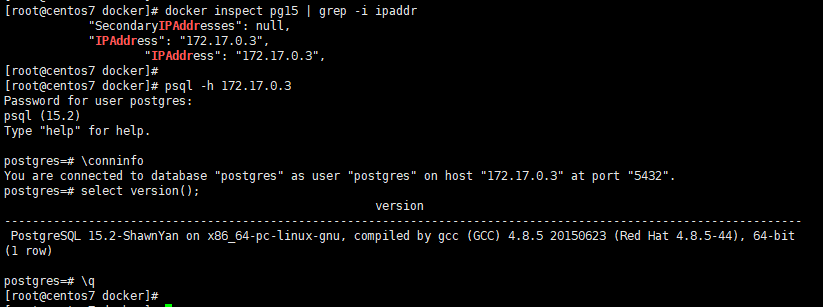 [root@centos7 docker]# docker inspect pg15 | grep -i ipaddr
            "SecondaryIPAddresses": null,
            "IPAddress": "172.17.0.3",
                    "IPAddress": "172.17.0.3",
[root@centos7 docker]#
[root@centos7 docker]# psql -h 172.17.0.3
Password for user postgres:
psql (15.2)
Type "help" for help.

postgres=# \conninfo
You are connected to database "postgres" as user "postgres" on host "172.17.0.3" at port "5432".
postgres=# select version();
                                                     version
-----------------------------------------------------------------------------------------------------------------
 PostgreSQL 15.2-ShawnYan on x86_64-pc-linux-gnu, compiled by gcc (GCC) 4.8.5 20150623 (Red Hat 4.8.5-44), 64-bit
(1 row)

postgres=# \q
[root@centos7 docker]#